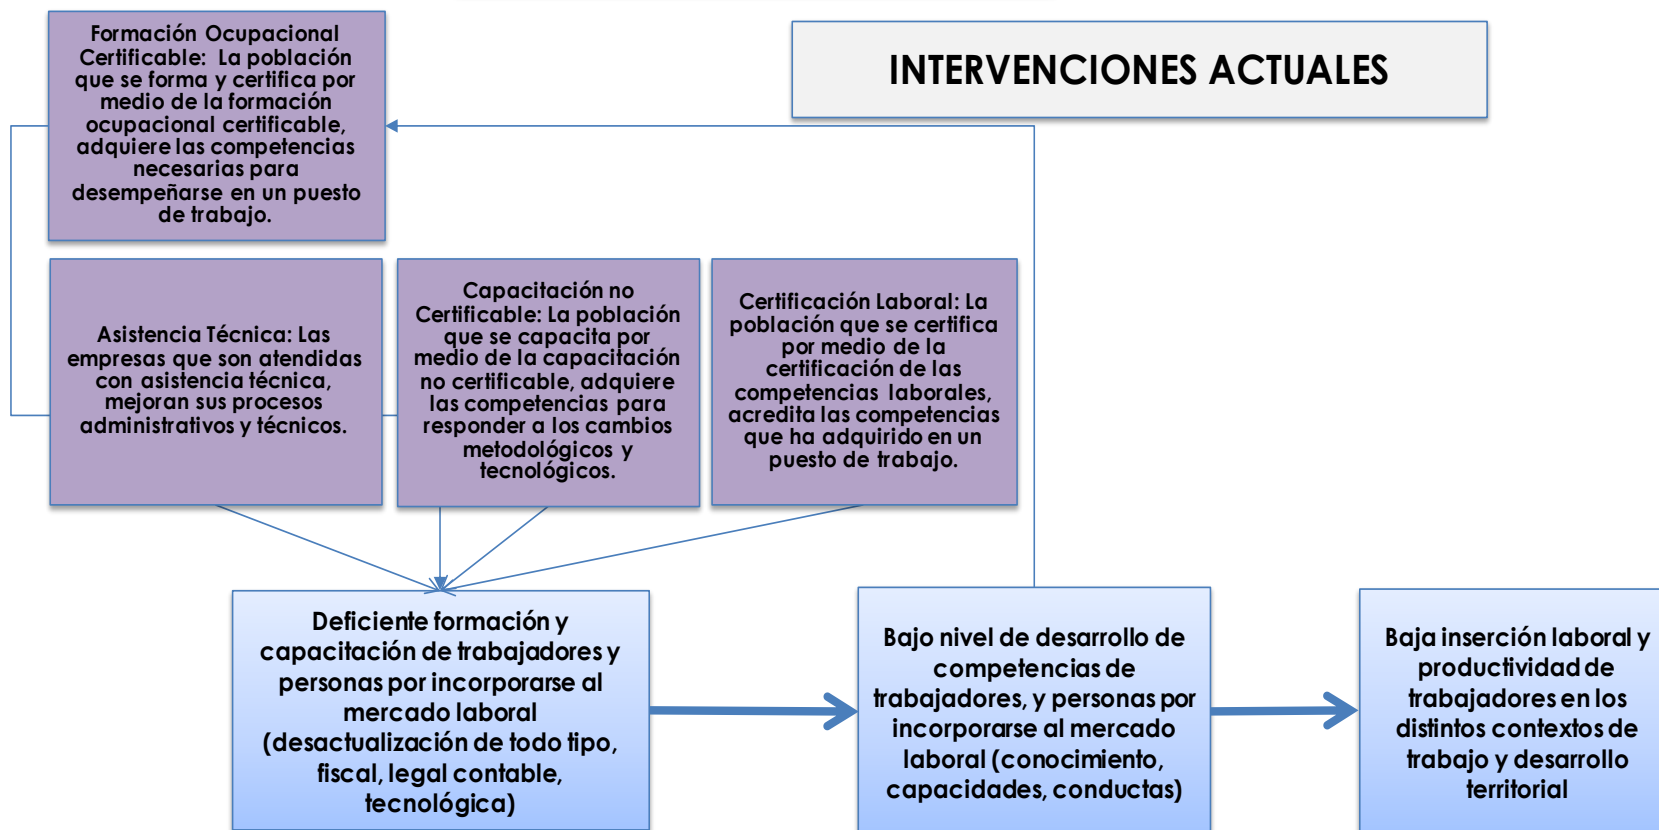 Formación Ocupacional
Certificable: La población
que se forma y certifica por
medio de la formación
ocupacional certificable,
adquiere las competencias
necesarias para
desempeñarse en un puesto
de trabajo.
INTERVENCIONES ACTUALES
Asistencia Técnica: Las
empresas que son atendidas
con asistencia técnica,
mejoran sus procesos
administrativos y técnicos.
Capacitación no
Certificable: La población
que se capacita por
medio de la capacitación
no certificable, adquiere
las competencias para
responder a los cambios
metodológicos y
tecnológicos.
Certificación Laboral: La
población que se certifica
por medio de la
certificación de las
competencias laborales,
acredita las competencias
que ha adquirido en un
puesto de trabajo.
Deficiente formación y
capacitación de trabajadores y
personas por incorporarse al
mercado laboral
(desactualización de todo tipo,
fiscal, legal contable,
tecnológica)
Bajo nivel de desarrollo de
competencias de
trabajadores, y personas por
incorporarse al mercado
laboral (conocimiento,
capacidades, conductas)
Baja inserción laboral y
productividad de
trabajadores en los
distintos contextos de
trabajo y desarrollo
territorial